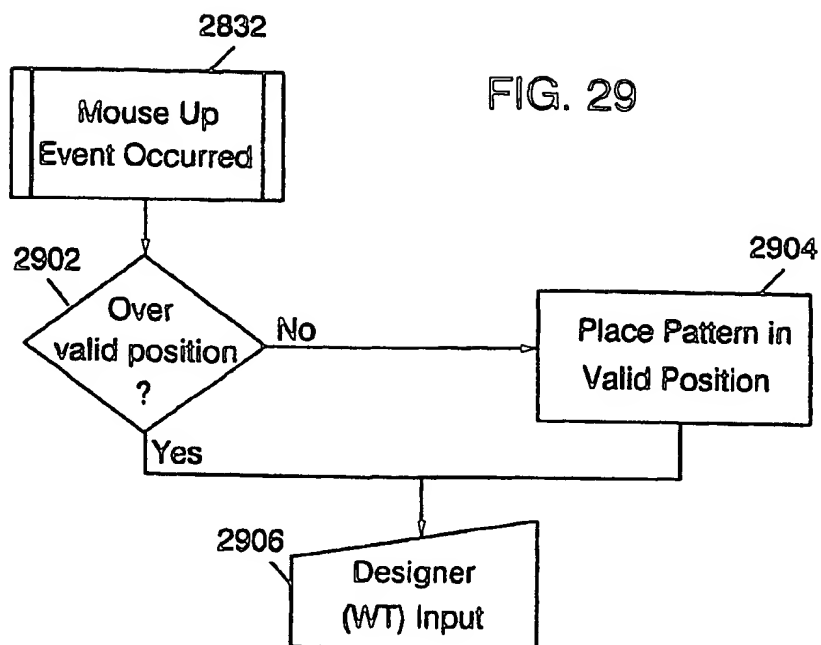 2832
FIG. 29
Mouse Up
Event Occurred
2902
2904
Over
valid position
?
No
Place Pattern in
Valid Position
Yes
2906
Designer
(WT) Input